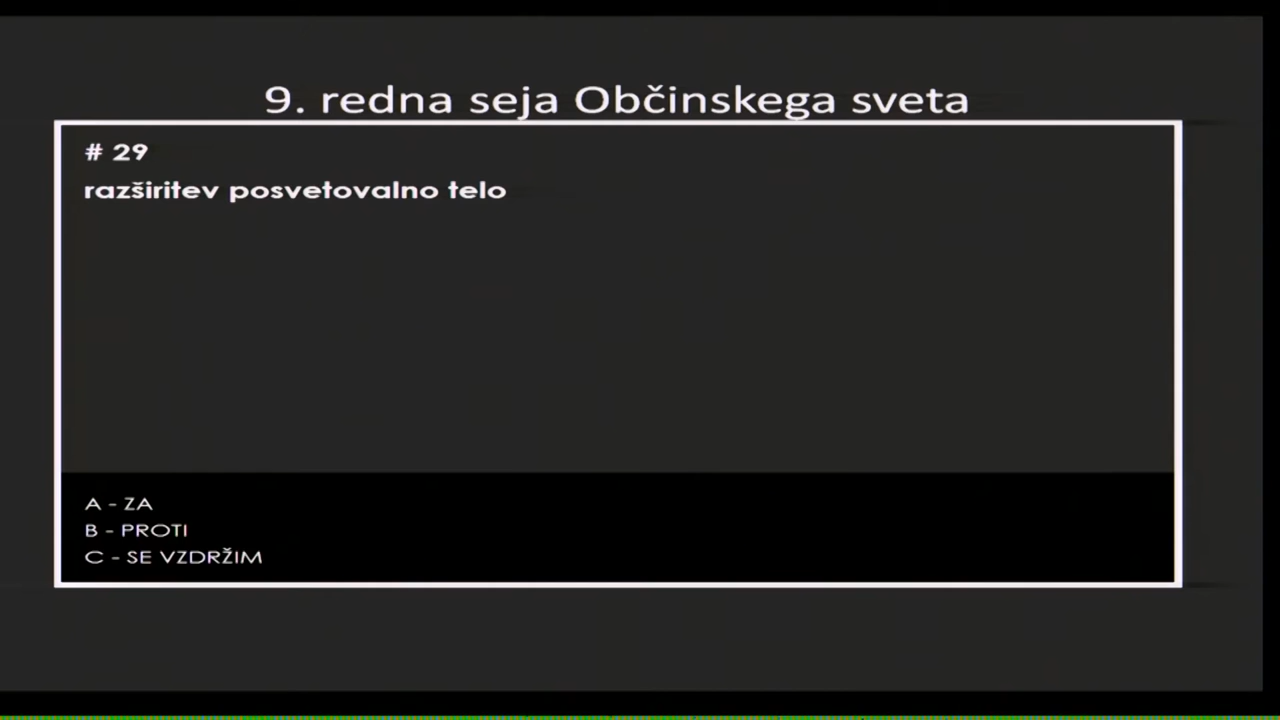 9. redna seja Občinskega sveta
# 29
razširitev posvetovalno telo
A - ZA
B - PROTI
C - SE VZDRŽIM